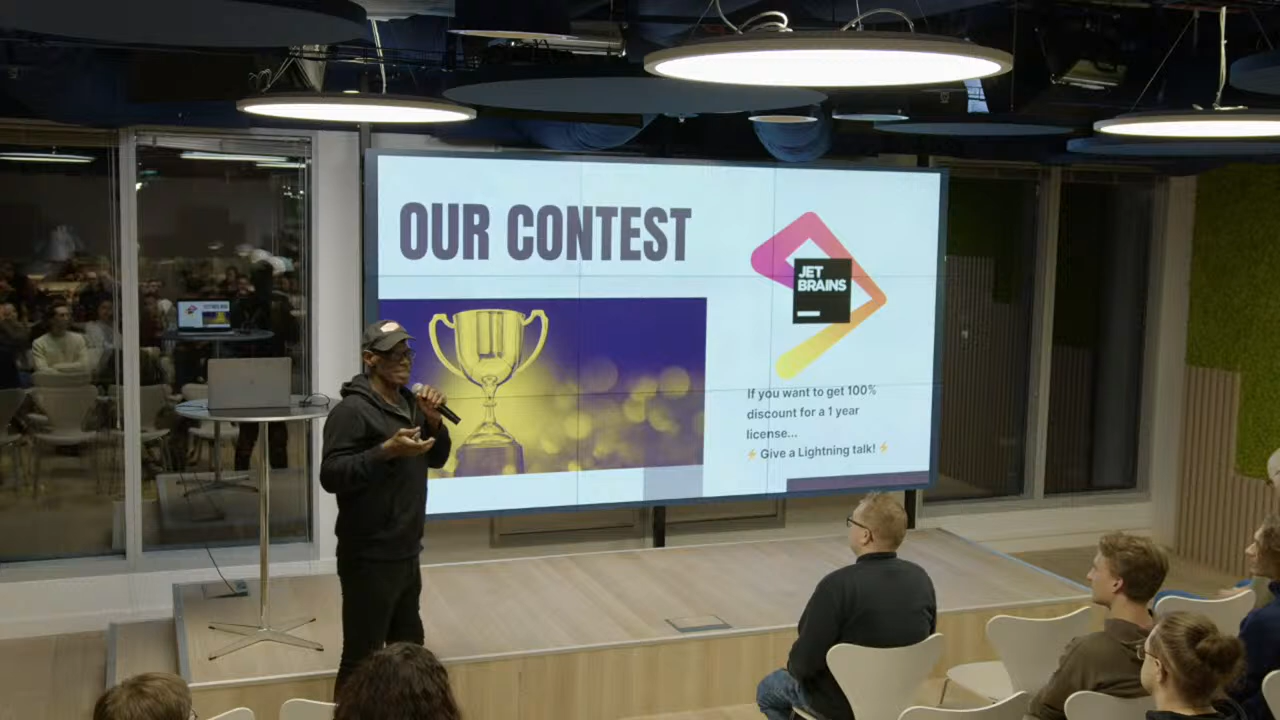 OUR CONTEST
JET
BRAINS
If you want to get 100%
discount for a 1 year
license...
⚡ Give a Lightning talk! ⚡